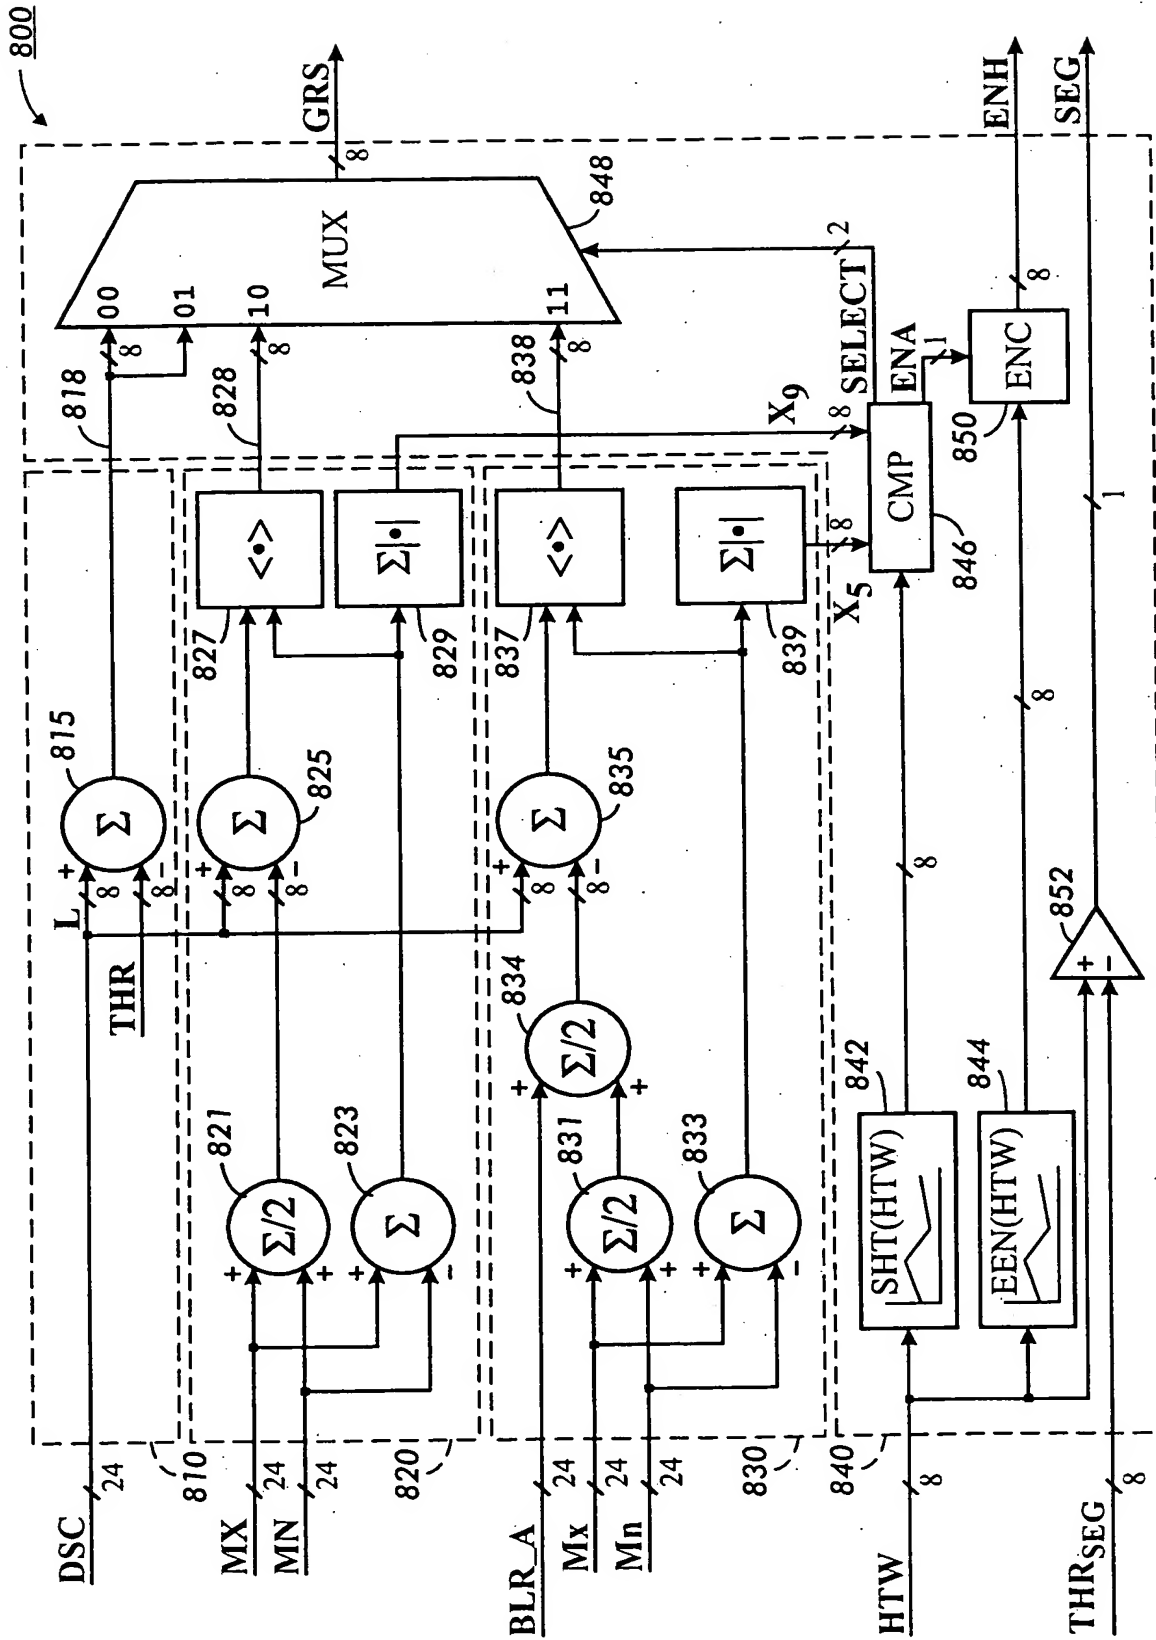 800
DSC
24
810
L
8
THR
8
+
-
Σ
815
818
8
00
01
MX
24
MN
24
820
+
+
Σ/2
821
+
-
Σ
823
8
8
+
-
Σ
825
<•>
827
828
8
10
Σ|•|
829
BLR_A
24
Mx
24
Mn
24
830
+
+
Σ/2
831
+
-
Σ
833
+
+
Σ/2
834
8
8
+
-
Σ
835
<•>
837
838
8
11
Σ|•|
839
MUX
848
8
GRS
X9
8
X5
8
CMP
846
SELECT
2
ENA
1
HTW
8
840
SHT(HTW)
842
8
EEN(HTW)
844
8
ENC
850
8
ENH
THRSEG
8
+
-
852
1
SEG